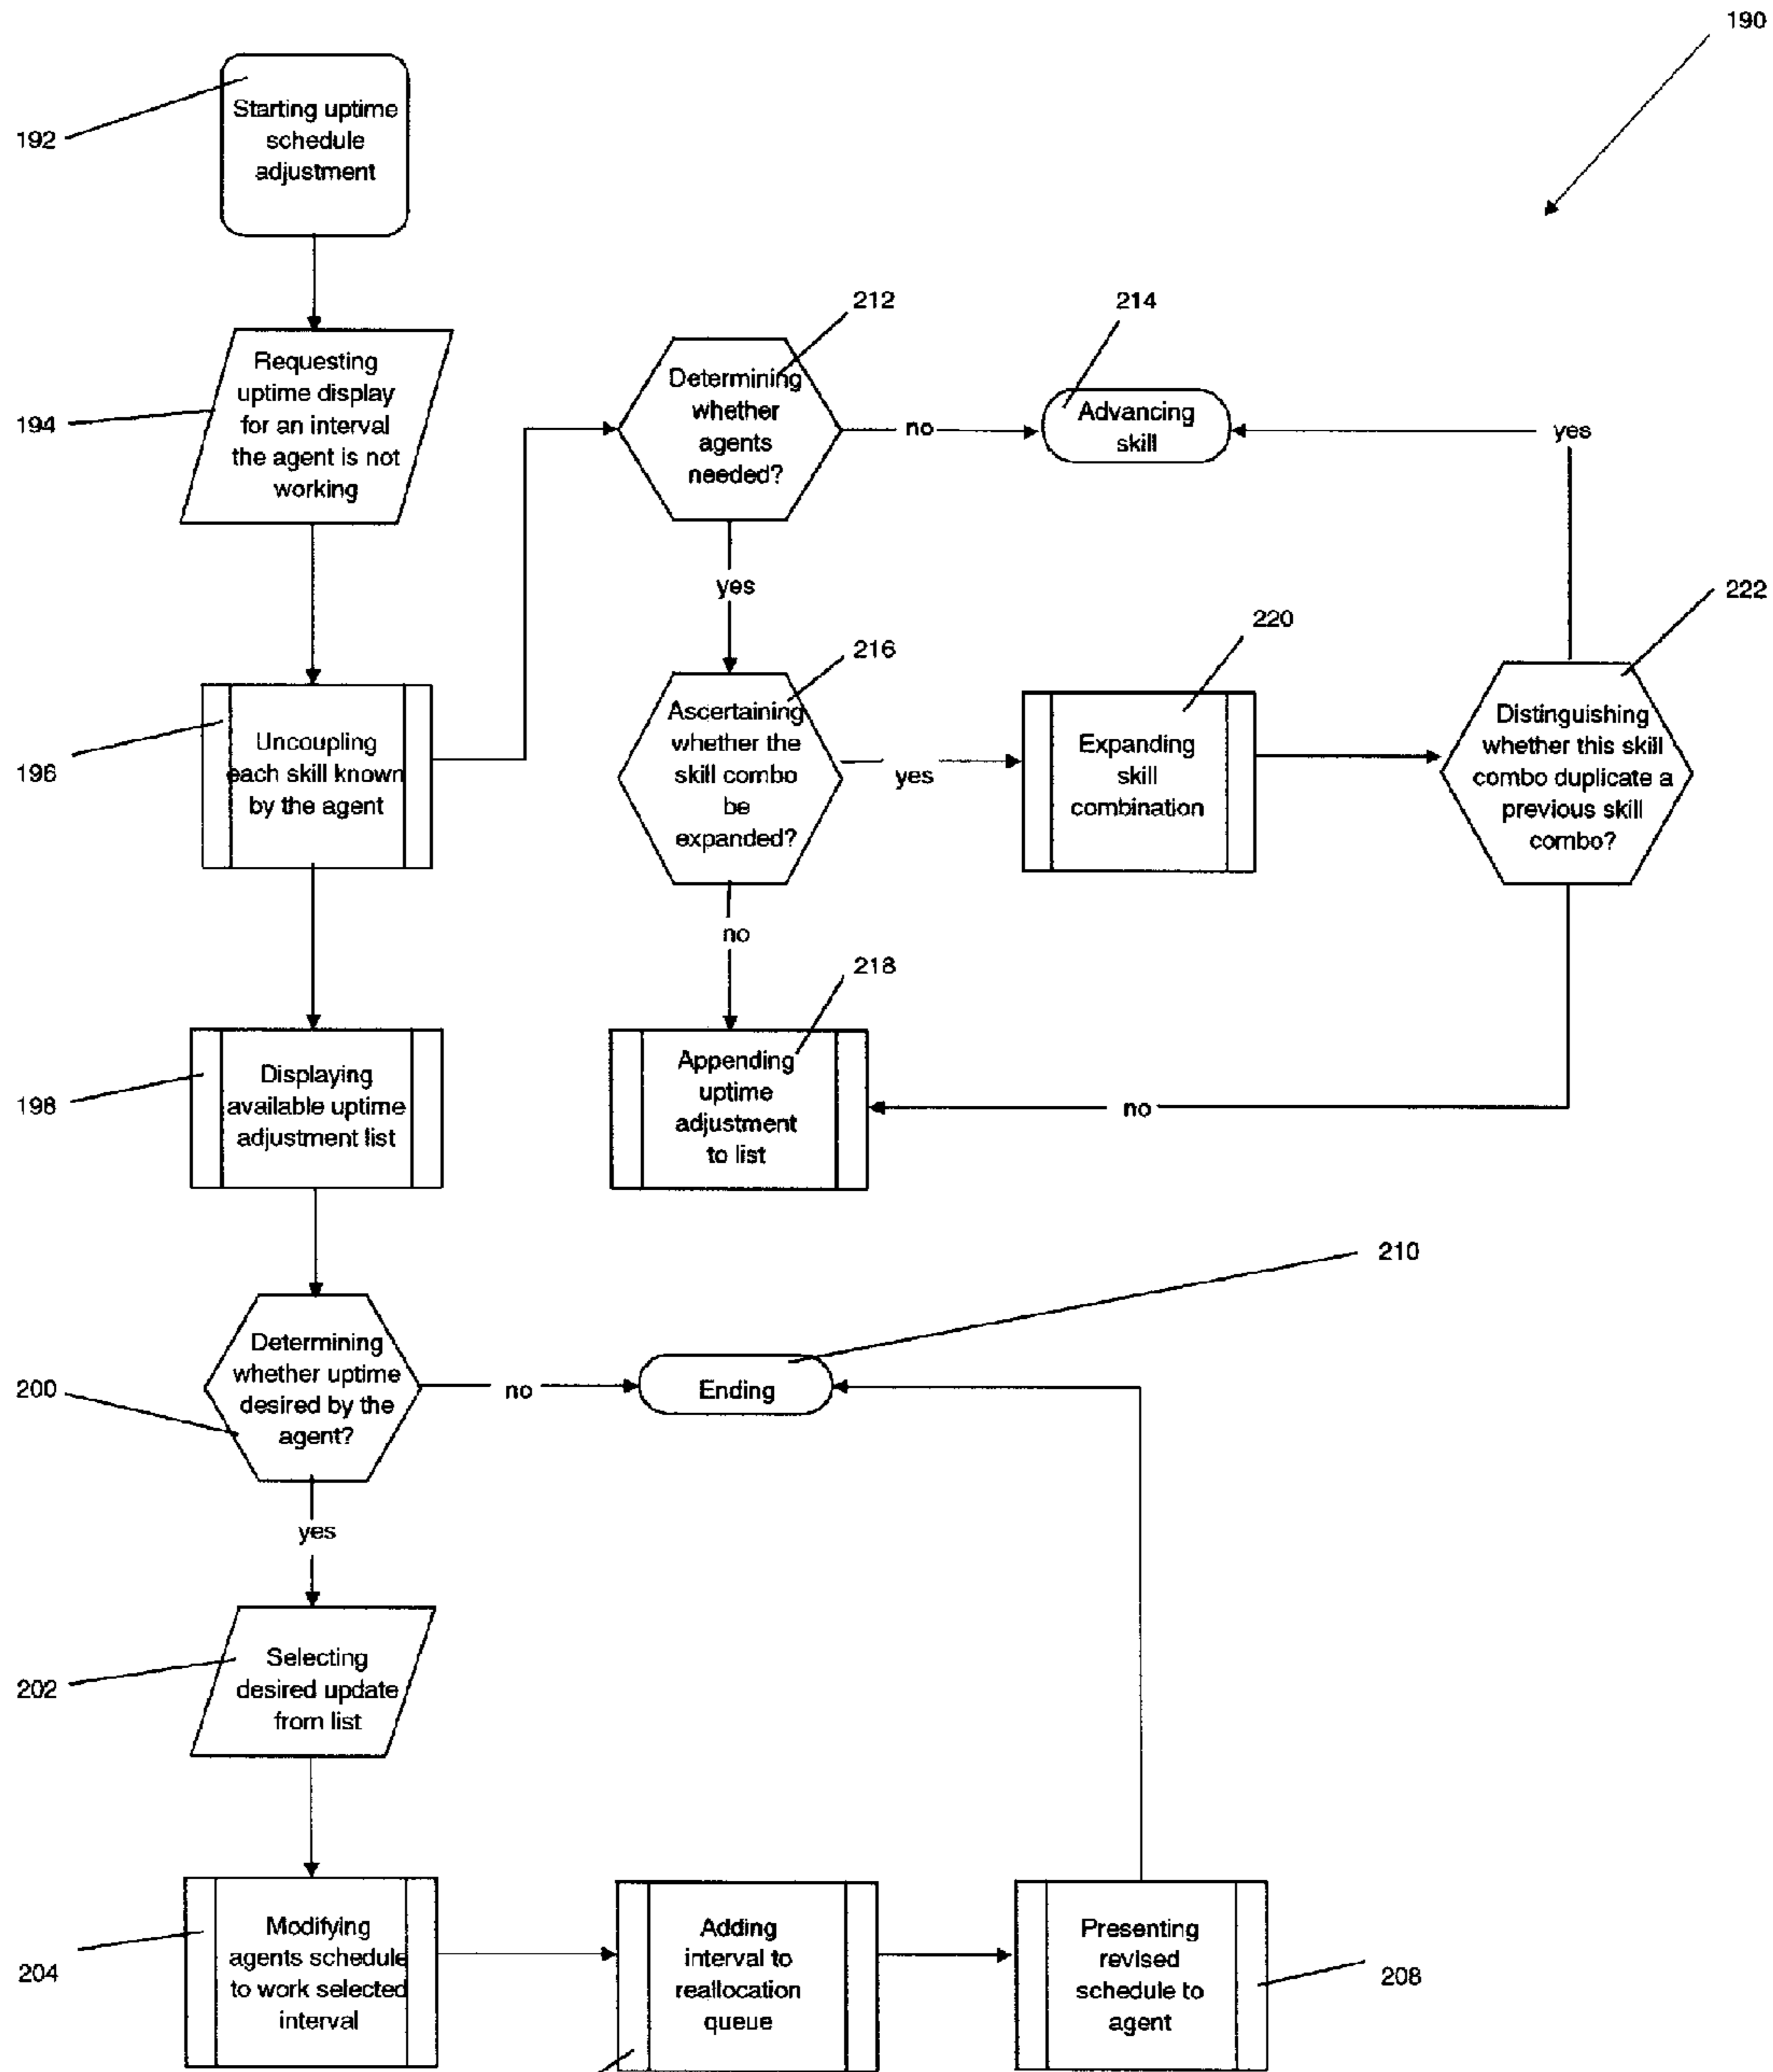 190
192
Starting uptime
schedule
adjustment
194
Requesting
uptime display
for an interval
the agent is not
working
212
Determining
whether
agents
needed?
no
214
Advancing
skill
yes
yes
222
196
Uncoupling
each skill known
by the agent
216
Ascertaining
whether the
skill combo
be
expanded?
yes
220
Expanding
skill
combination
Distinguishing
whether this skill
combo duplicate a
previous skill
combo?
no
218
198
Displaying
available uptime
adjustment list
Appending
uptime
adjustment
to list
no
210
200
Determining
whether uptime
desired by the
agent?
no
Ending
yes
202
Selecting
desired update
from list
204
Modifying
agents schedule
to work selected
interval
Adding
interval to
reallocation
queue
Presenting
revised
schedule to
agent
208